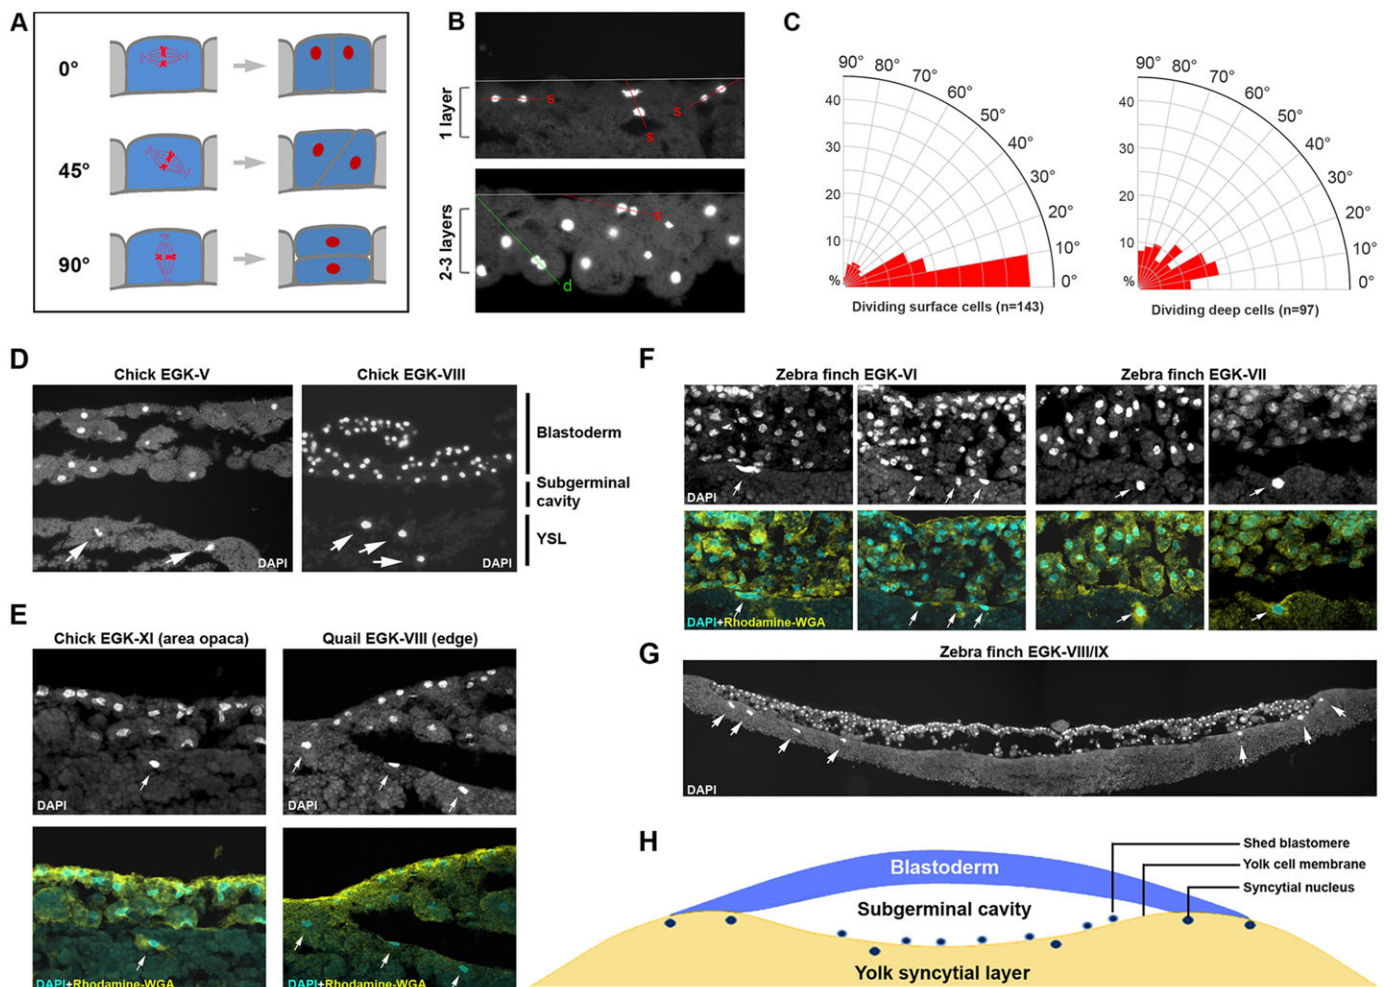 A
0°
45°
90°
B
1 layer
s
s
s
2-3 layers
s
d
C
90°
80°
70°
60°
50°
40°
30°
20°
10°
0°
40
30
20
10
%
Dividing surface cells (n=143)
90°
80°
70°
60°
50°
40°
30°
20°
10°
0°
40
30
20
10
%
Dividing deep cells (n=97)
D
Chick EGK-V
Chick EGK-VIII
DAPI
DAPI
Blastoderm
Subgerminal
cavity
YSL
E
Chick EGK-XI (area opaca)
Quail EGK-VIII (edge)
DAPI
DAPI
DAPI+Rhodamine-WGA
DAPI+Rhodamine-WGA
F
Zebra finch EGK-VI
Zebra finch EGK-VII
DAPI
DAPI+Rhodamine-WGA
G
Zebra finch EGK-VIII/IX
DAPI
H
Shed blastomere
Yolk cell membrane
Syncytial nucleus
Blastoderm
Subgerminal cavity
Yolk syncytial layer